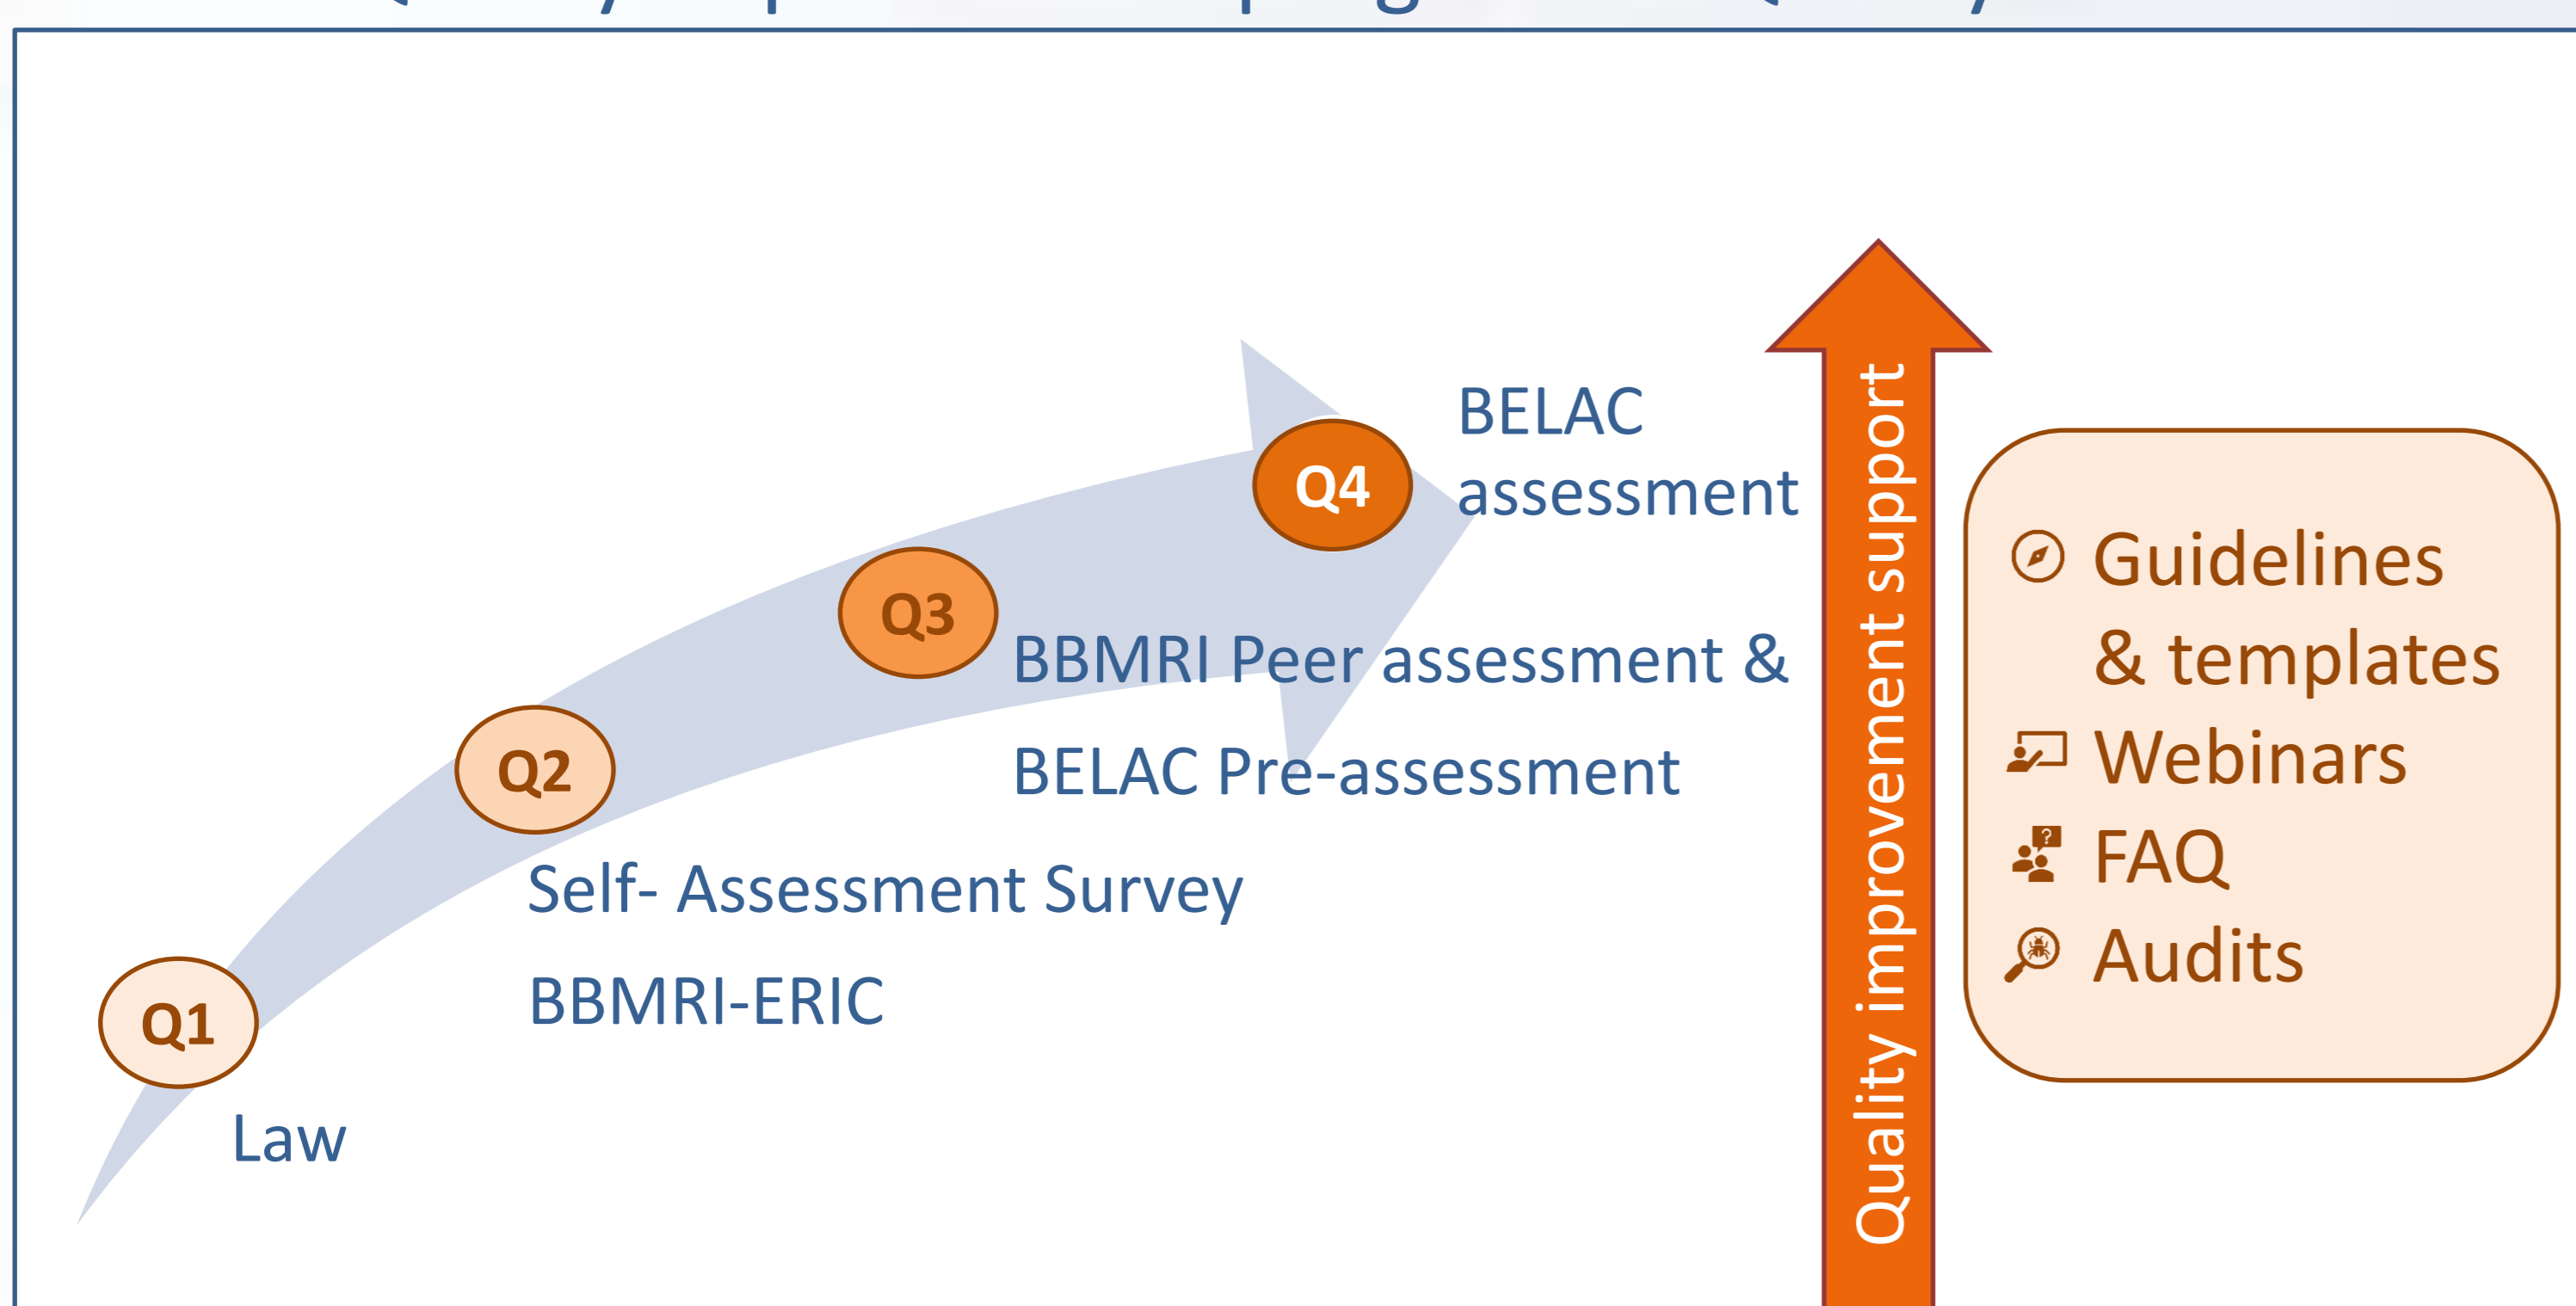 Q4
BELAC
assessment
Q3
BBMRI Peer assessment &
BELAC Pre-assessment
Q2
Self- Assessment Survey
BBMRI-ERIC
Q1
Law
Quality improvement support
Guidelines
& templates
Webinars
?
FAQ
Audits